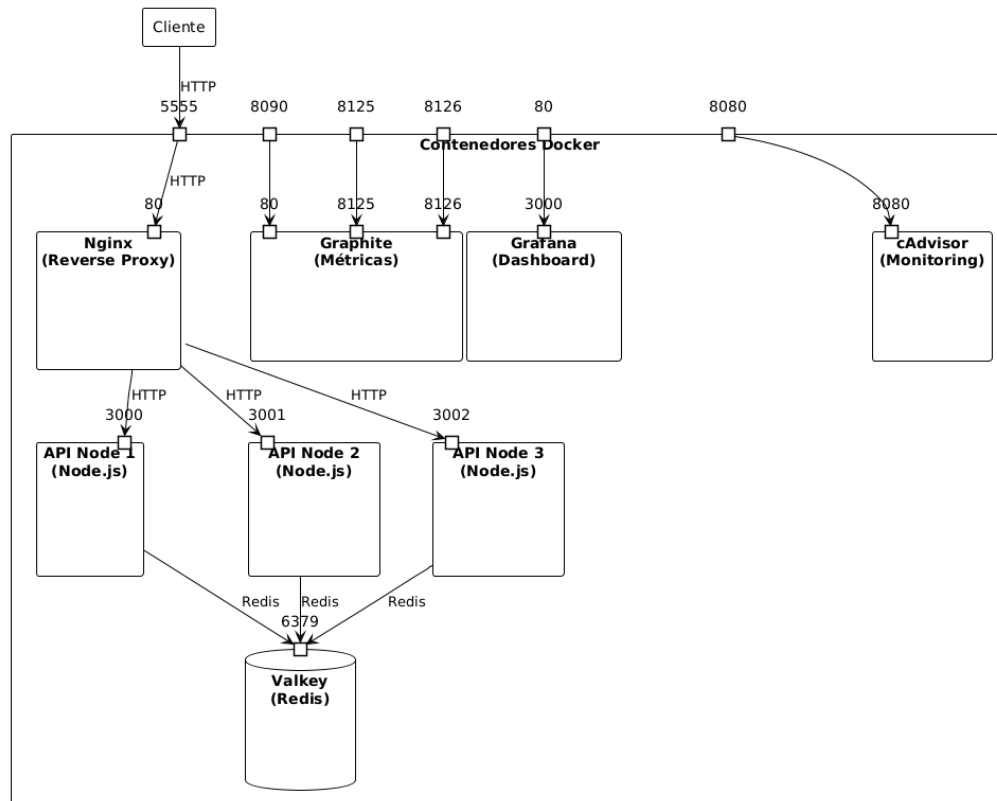 Cliente
HTTP
5555
8090
8125
8126
80
8080
Contenedores Docker
HTTP
80
80
8125
8126
3000
8080
Nginx
(Reverse Proxy)
Graphite
(Métricas)
Grafana
(Dashboard)
cAdvisor
(Monitoring)
HTTP
HTTP
HTTP
3000
3001
3002
API Node 1
(Node.js)
API Node 2
(Node.js)
API Node 3
(Node.js)
Redis
Redis
Redis
6379
Valkey
(Redis)